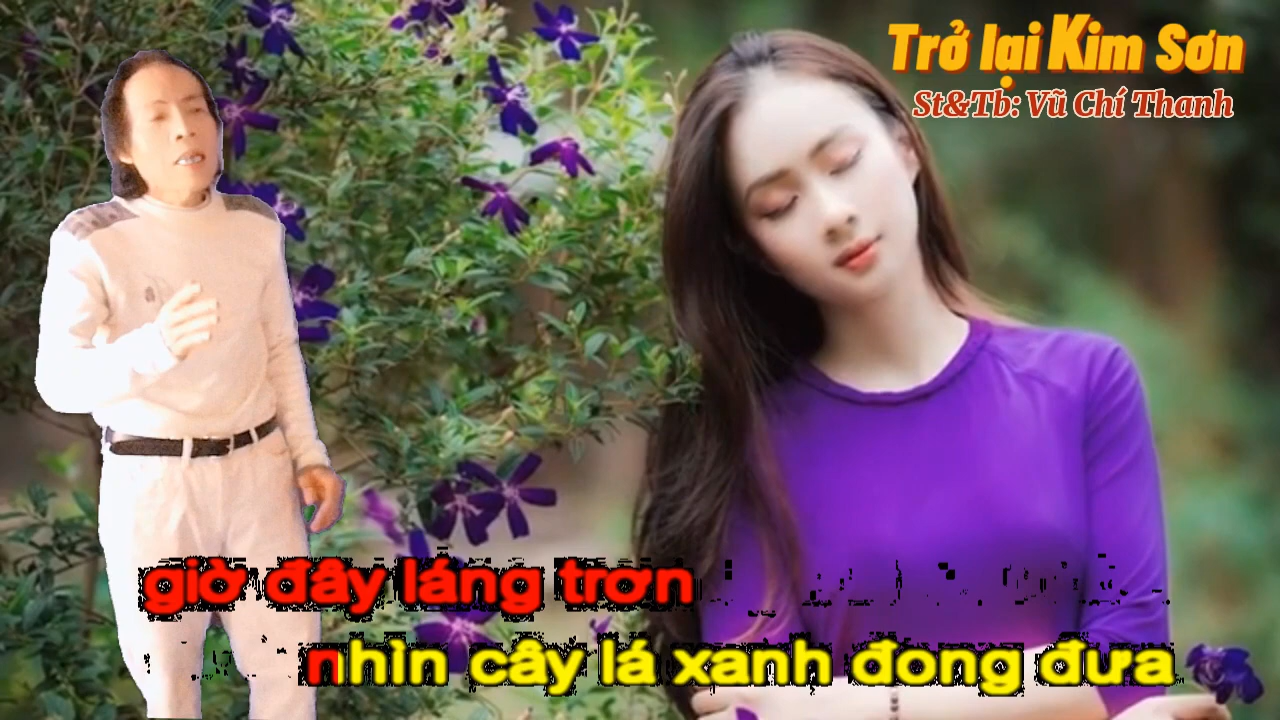 Trở lại Kim Sơn
St&Tb: Vũ Chí Thanh
giờ đây láng trơn
nhìn cây lá xanh đong đưa